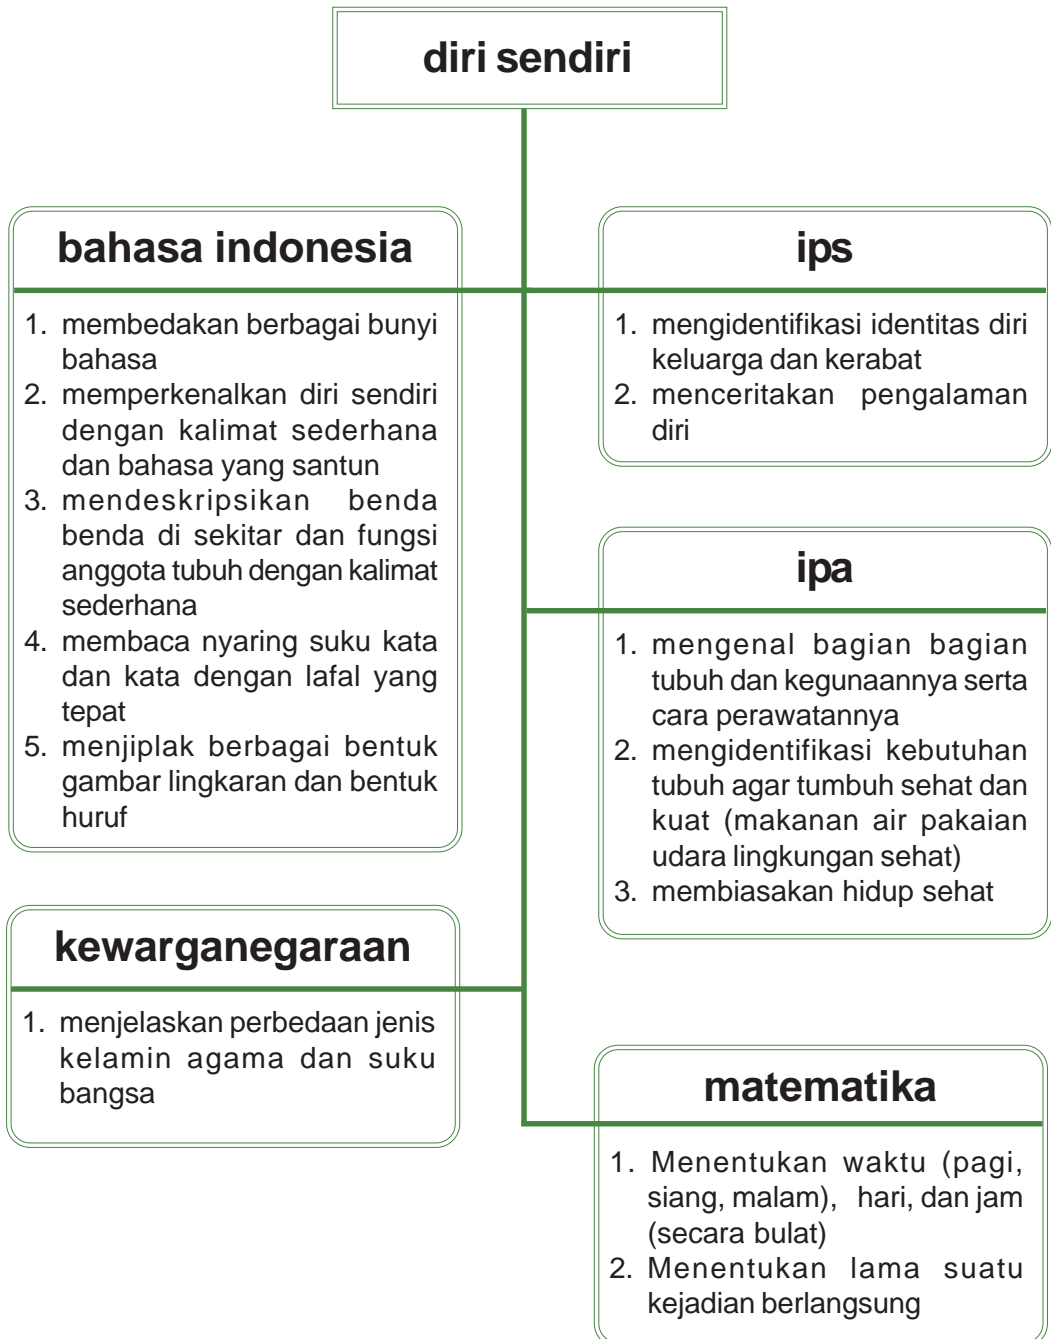 diri sendiri
bahasa indonesia
1. membedakan berbagai bunyi
bahasa
2. memperkenalkan diri sendiri
dengan kalimat sederhana
dan bahasa yang santun
3. mendeskripsikan benda
benda di sekitar dan fungsi
anggota tubuh dengan kalimat
sederhana
4. membaca nyaring suku kata
dan kata dengan lafal yang
tepat
5. menjiplak berbagai bentuk
gambar lingkaran dan bentuk
huruf
ips
1. mengidentifikasi identitas diri
keluarga dan kerabat
2. menceritakan pengalaman
diri
ipa
1. mengenal bagian bagian
tubuh dan kegunaannya serta
cara perawatannya
2. mengidentifikasi kebutuhan
tubuh agar tumbuh sehat dan
kuat (makanan air pakaian
udara lingkungan sehat)
3. membiasakan hidup sehat
kewarganegaraan
1. menjelaskan perbedaan jenis
kelamin agama dan suku
bangsa
matematika
1. Menentukan waktu (pagi,
siang, malam), hari, dan jam
(secara bulat)
2. Menentukan lama suatu
kejadian berlangsung